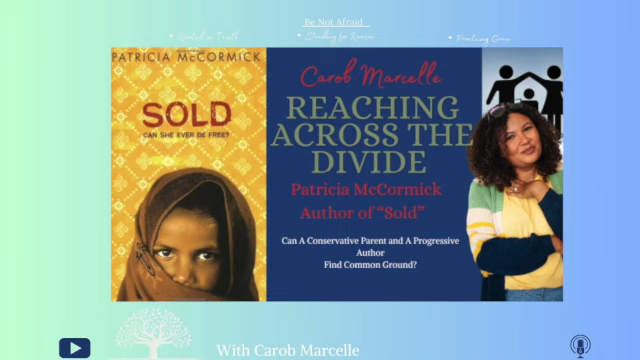 Be Not Afraid
• Rooted in Truth
• Standing for Reason
• Practicing Grace
PATRICIA McCORMICK
SOLD
CAN SHE EVER BE FREE?
Carob Marcelle
REACHING
ACROSS THE
DIVIDE
Patricia McCormick
Author of “Sold”
Can A Conservative Parent and A Progressive
Author
Find Common Ground?
With Carob Marcelle